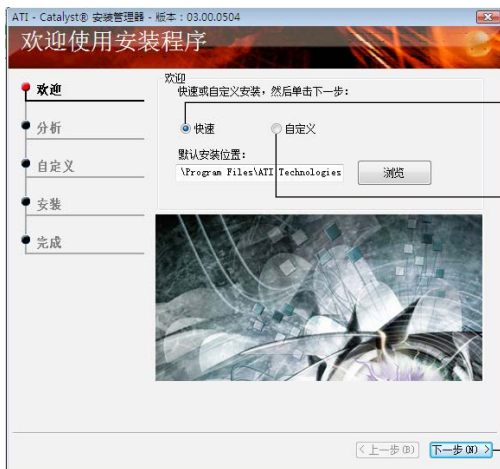 ATI - Catalyst® 安装管理器 - 版本：03.00.0504
欢迎使用安装程序
欢迎
分析
自定义
安装
完成
欢迎
快速或自定义安装，然后单击下一步：
快速
自定义
默认安装位置：
\Program Files\ATI Technologies
浏览
< 上一步(B)
下一步(N) >